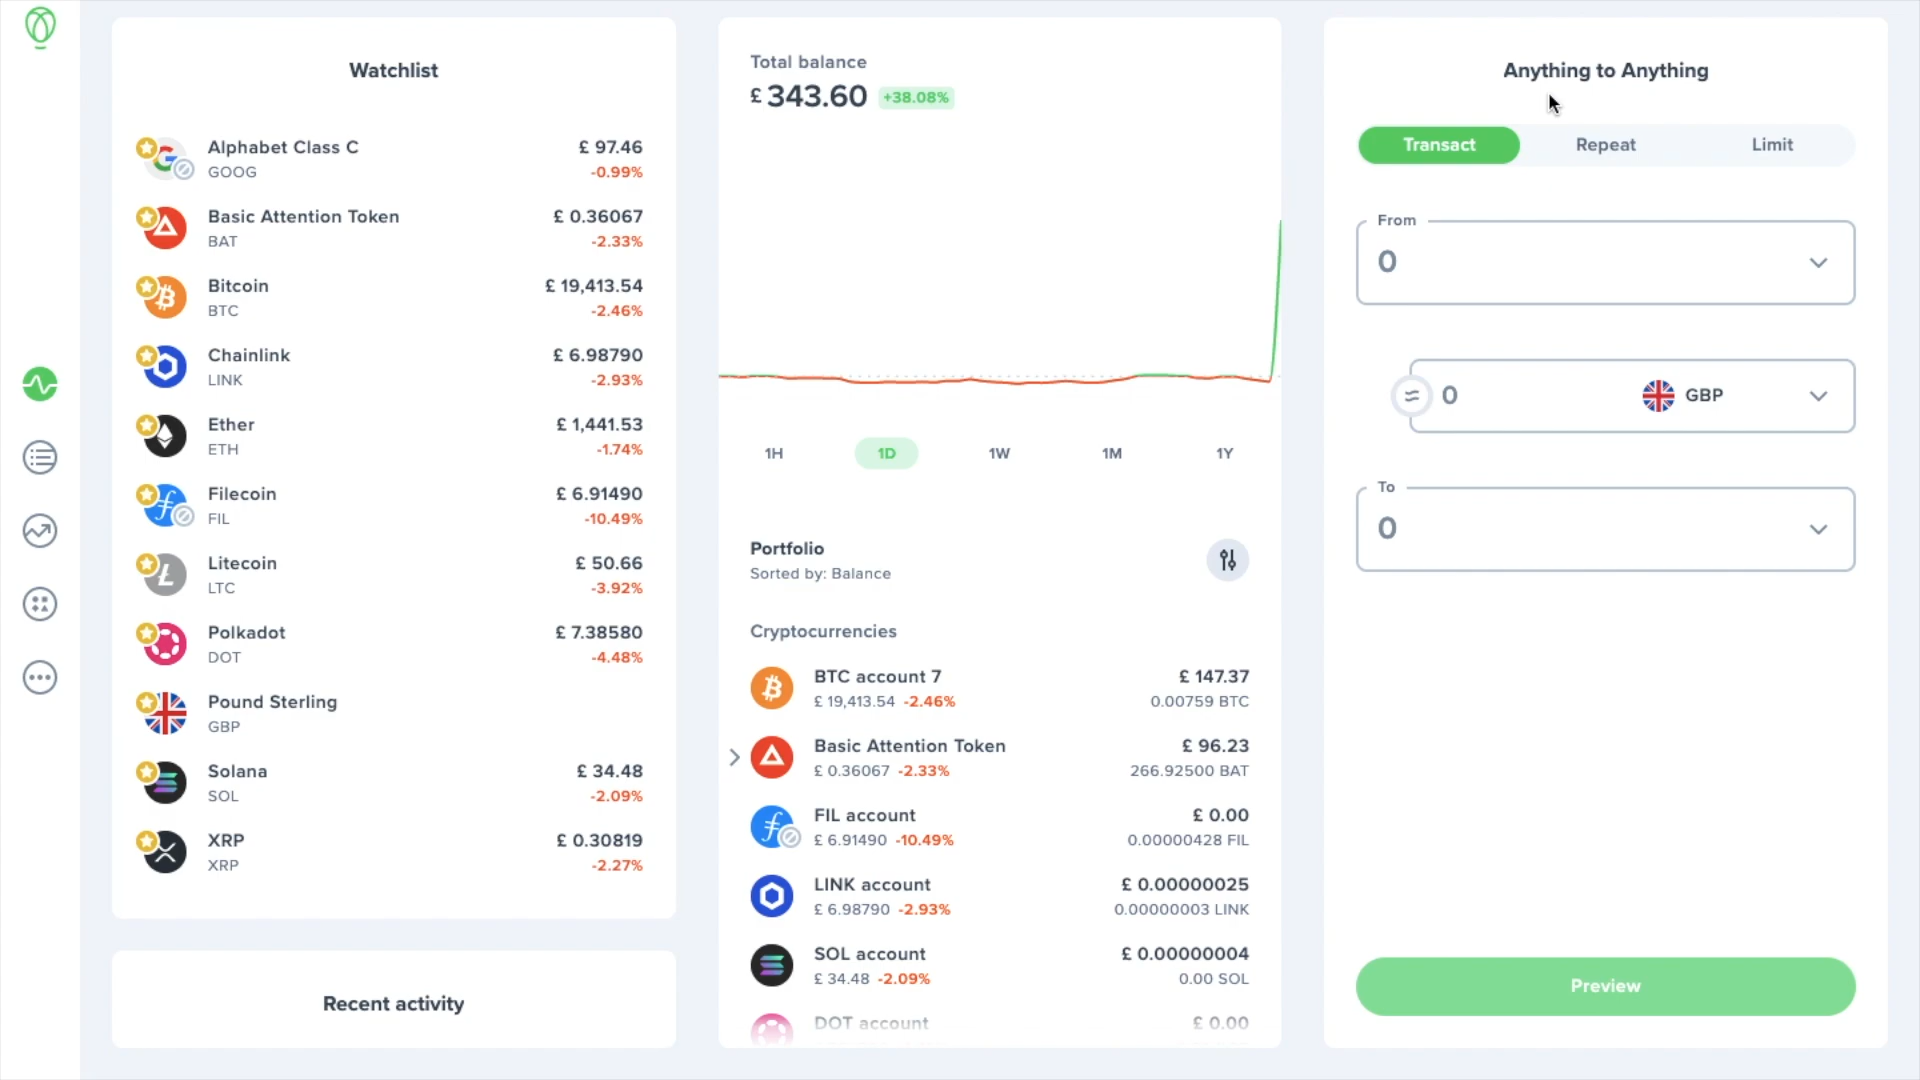 Watchlist
Alphabet Class C £ 97.46
GOOG -0.99%
Basic Attention Token £ 0.36067
BAT -2.33%
Bitcoin £ 19,413.54
BTC -2.46%
Chainlink £ 6.98790
LINK -2.93%
Ether £ 1,441.53
ETH -1.74%
Filecoin £ 6.91490
FIL -10.49%
Litecoin £ 50.66
LTC -3.92%
Polkadot £ 7.38580
DOT -4.48%
Pound Sterling
GBP
Solana £ 34.48
SOL -2.09%
XRP £ 0.30819
XRP -2.27%
Recent activity
Total balance
£ 343.60 +38.08%
1H 1D 1W 1M 1Y
Portfolio
Sorted by: Balance
Cryptocurrencies
BTC account 7 £ 147.37
£ 19,413.54 -2.46% 0.00759 BTC
Basic Attention Token £ 96.23
£ 0.36067 -2.33% 266.92500 BAT
FIL account £ 0.00
£ 6.91490 -10.49% 0.00000428 FIL
LINK account £ 0.00000025
£ 6.98790 -2.93% 0.00000003 LINK
SOL account £ 0.00000004
£ 34.48 -2.09% 0.00 SOL
DOT account £ 0.00
Anything to Anything
Transact Repeat Limit
From
0
0 GBP
To
0
Preview